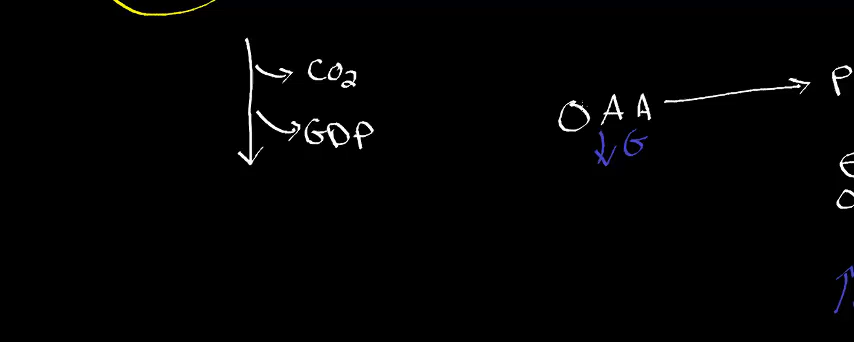 CO2
OAA → P
GDP
↓G